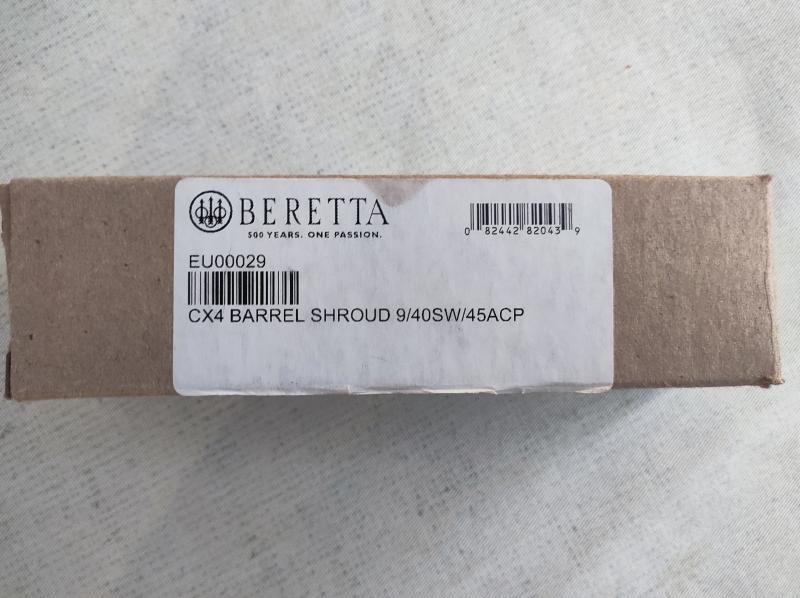 BERETTA
500 YEARS. ONE PASSION.
0 82442 82043 9
EU00029
CX4 BARREL SHROUD 9/40SW/45ACP